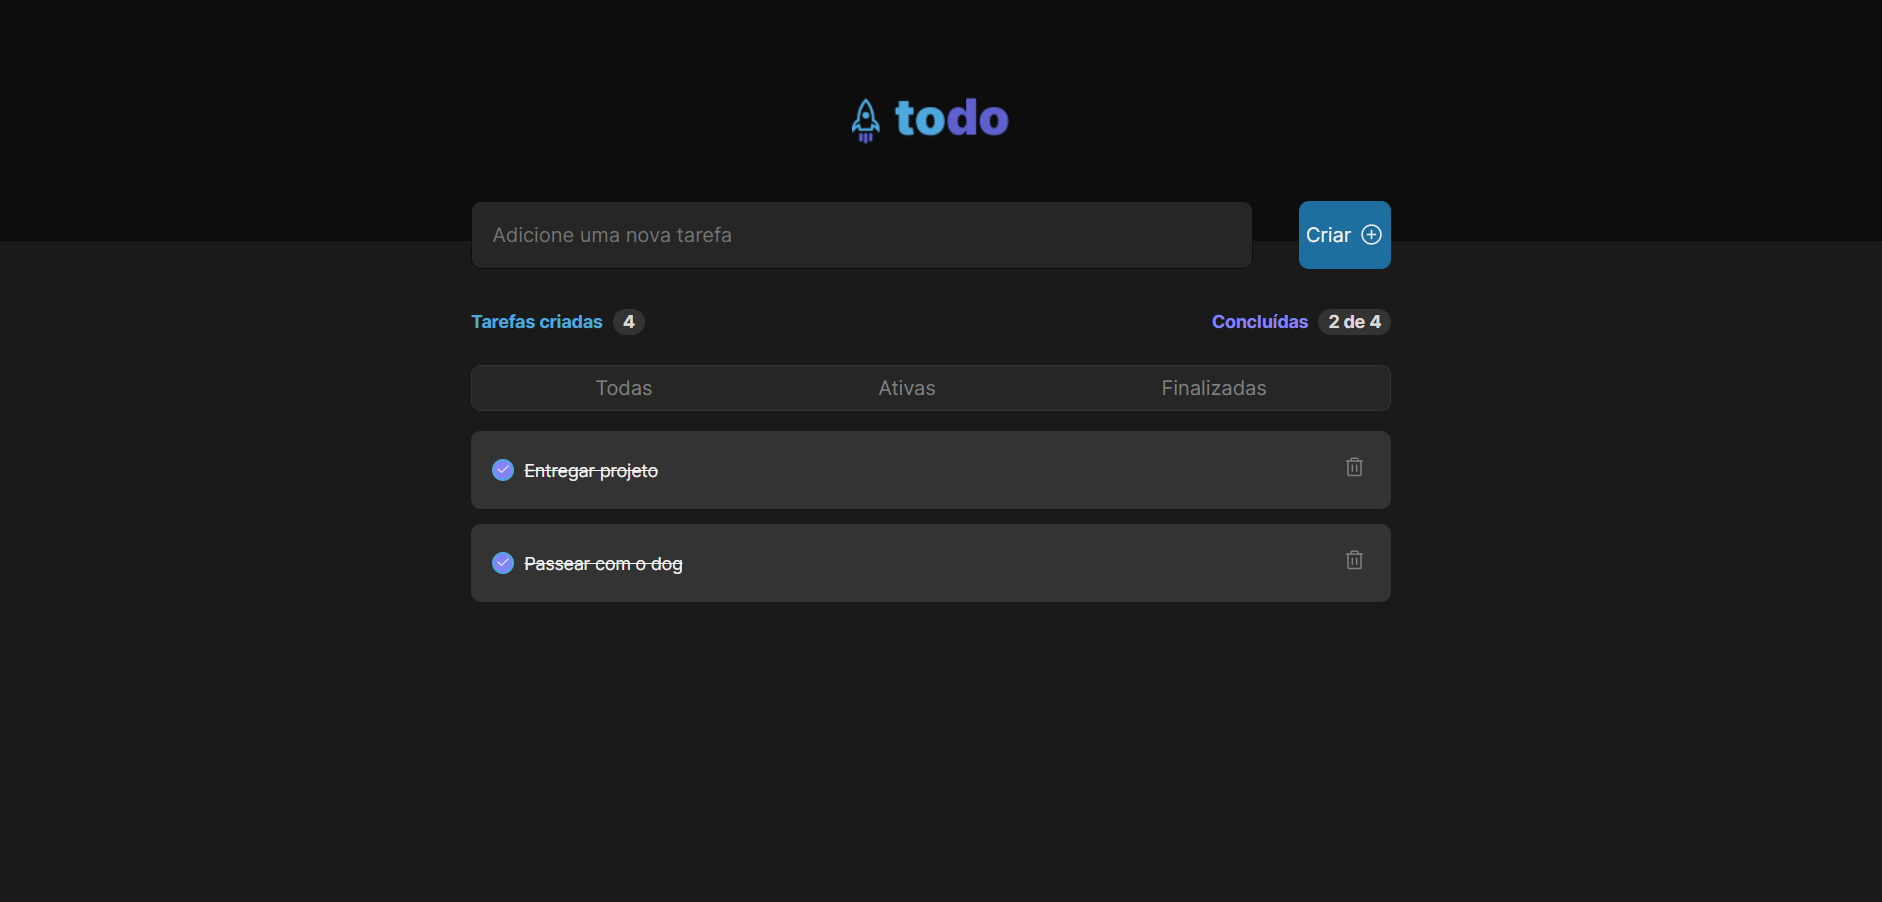 todo
Adicione uma nova tarefa
Criar
Tarefas criadas 4
Concluídas 2 de 4
Todas Ativas Finalizadas
Entregar projeto
Passear com o dog